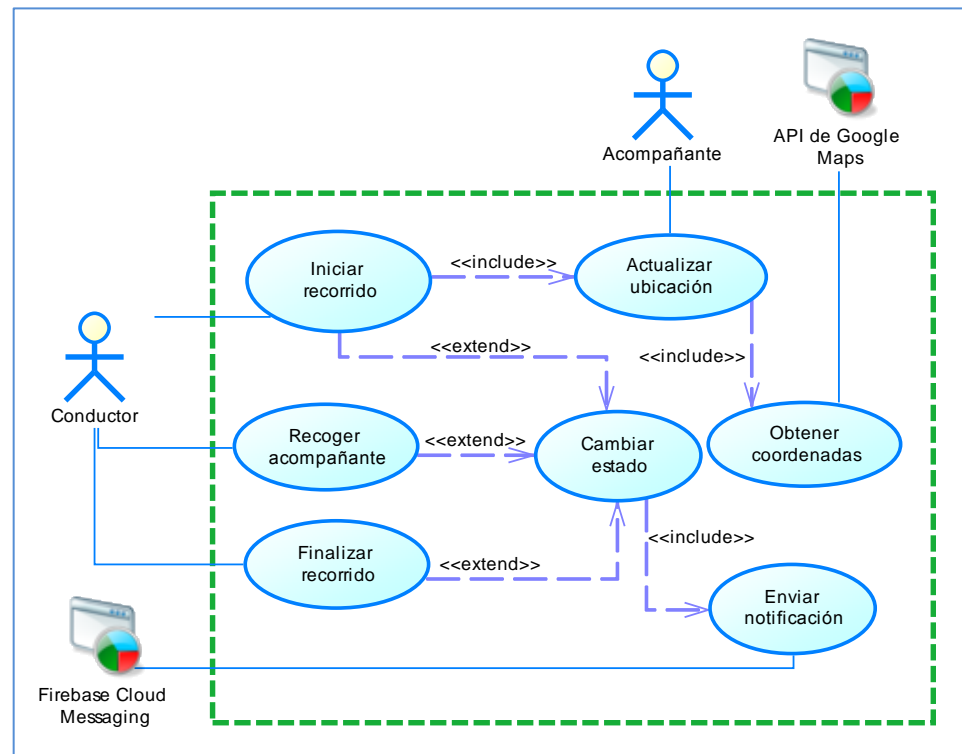 Acompañante
API de Google
Maps
Iniciar
recorrido
<<include>>
Actualizar
ubicación
<<extend>>
<<include>>
Conductor
Recoger
acompañante
<<extend>>
Cambiar
estado
Obtener
coordenadas
<<include>>
Finalizar
recorrido
<<extend>>
Enviar
notificación
Firebase Cloud
Messaging